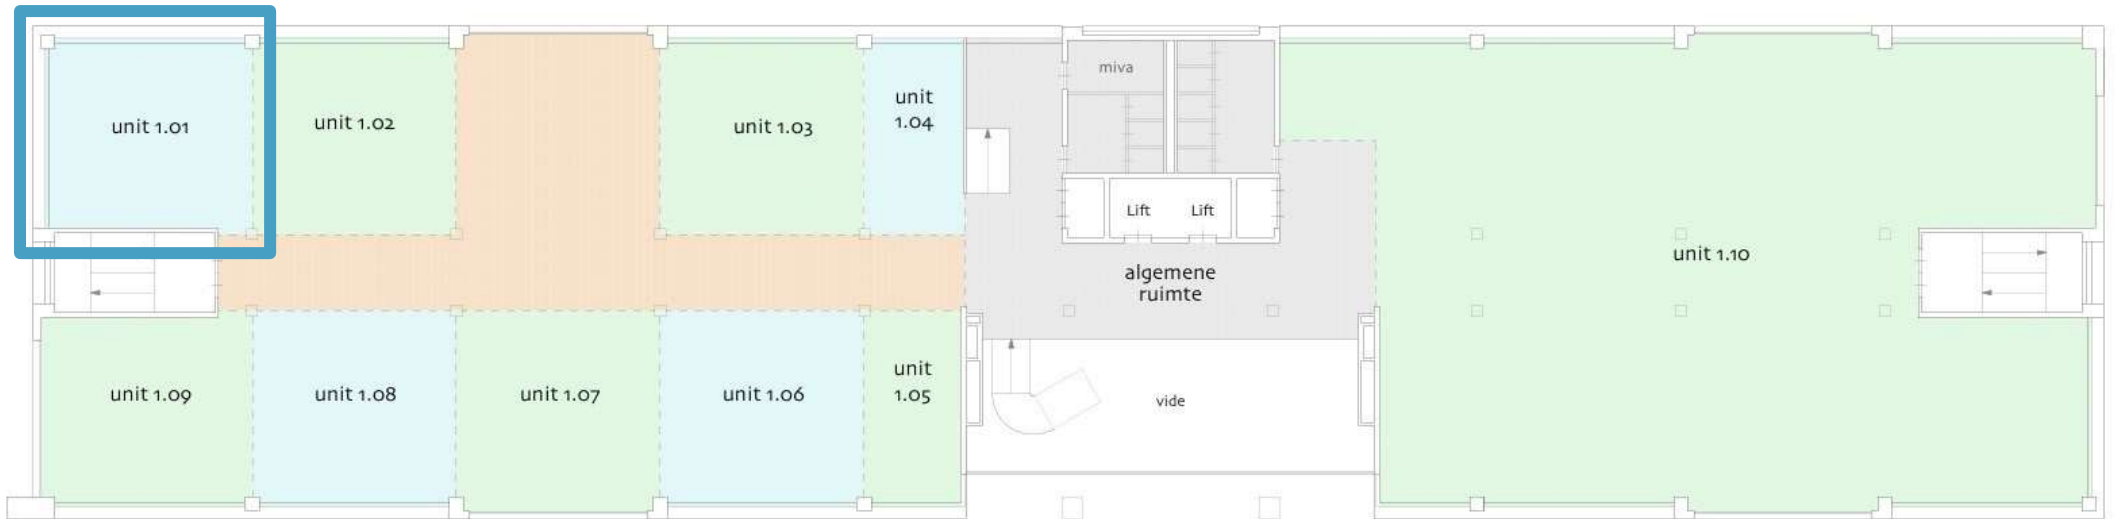 miva
unit
1.04
unit 1.01
unit 1.02
unit 1.03
Lift
Lift
unit 1.10
algemene
ruimte
unit 1.09
unit 1.08
unit 1.07
unit 1.06
unit
1.05
vide